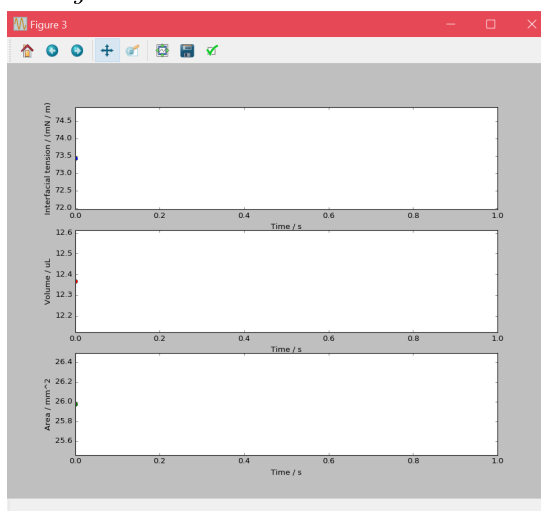 Figure 3
74.5
74.0
73.5
73.0
72.5
72.0
Interfacial tension / (mN / m)
0.0 0.2 0.4 0.6 0.8 1.0
Time / s
12.6
12.5
12.4
12.3
12.2
Volume / uL
0.0 0.2 0.4 0.6 0.8 1.0
Time / s
26.4
26.2
26.0
25.8
25.6
Area / mm^2
0.0 0.2 0.4 0.6 0.8 1.0
Time / s